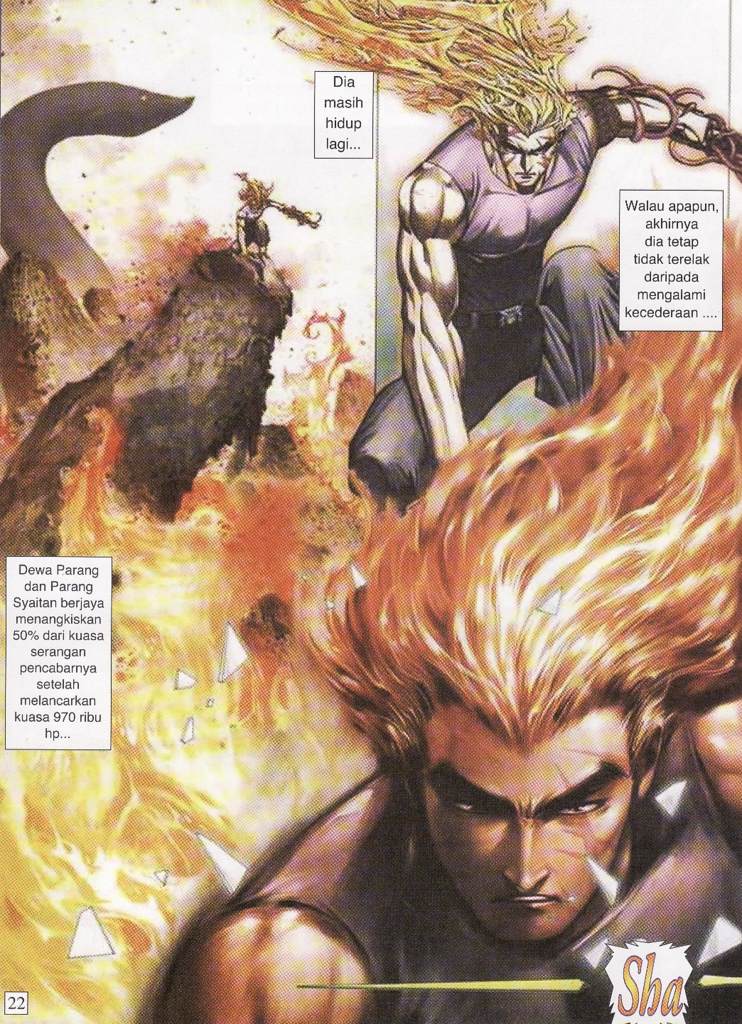 Dia
masih
hidup
lagi...
Walau apapun,
akhirnya
dia tetap
tidak terelak
daripada
mengalami
kecederaan ....
Dewa Parang
dan Parang
Syaitan berjaya
menangkiskan
50% dari kuasa
serangan
pencabarnya
setelah
melancarkan
kuasa 970 ribu
hp...
22
Sha